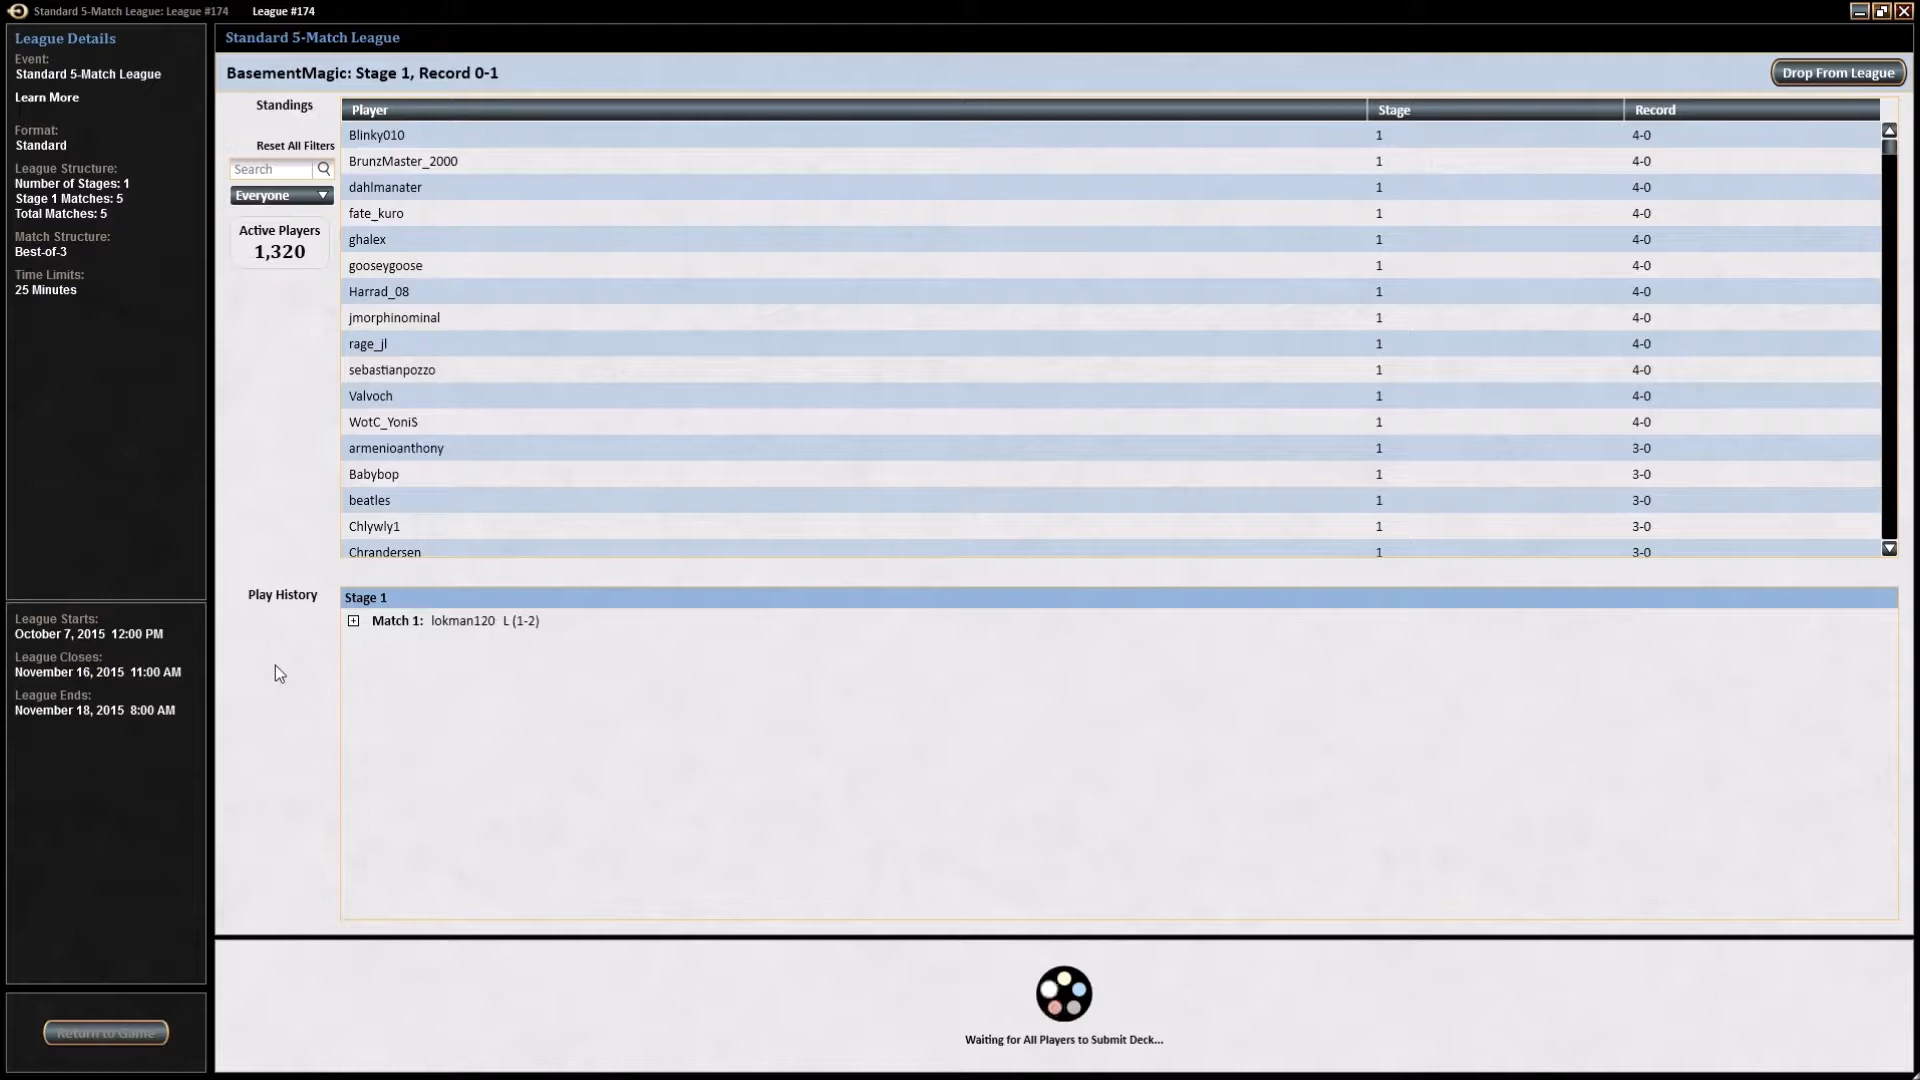 Standard 5-Match League: League #174 League #174
League Details
Event:
Standard 5-Match League
Learn More
Format:
Standard
League Structure:
Number of Stages: 1
Stage 1 Matches: 5
Total Matches: 5
Match Structure:
Best-of-3
Time Limits:
25 Minutes
League Starts:
October 7, 2015 12:00 PM
League Closes:
November 16, 2015 11:00 AM
League Ends:
November 18, 2015 8:00 AM
Return to Game
Standard 5-Match League
BasementMagic: Stage 1, Record 0-1
Drop From League
Standings
Reset All Filters
Search
Everyone
Active Players
1,320
Player Stage Record
Blinky010 1 4-0
BrunzMaster_2000 1 4-0
dahlmanater 1 4-0
fate_kuro 1 4-0
ghalex 1 4-0
gooseygoose 1 4-0
Harrad_08 1 4-0
jmorphinominal 1 4-0
rage_jl 1 4-0
sebastianpozzo 1 4-0
Valvoch 1 4-0
WotC_YoniS 1 4-0
armenioanthony 1 3-0
Babybop 1 3-0
beatles 1 3-0
Chlywly1 1 3-0
Chrandersen 1 3-0
Play History
Stage 1
Match 1: lokman120 L (1-2)
Waiting for All Players to Submit Deck...